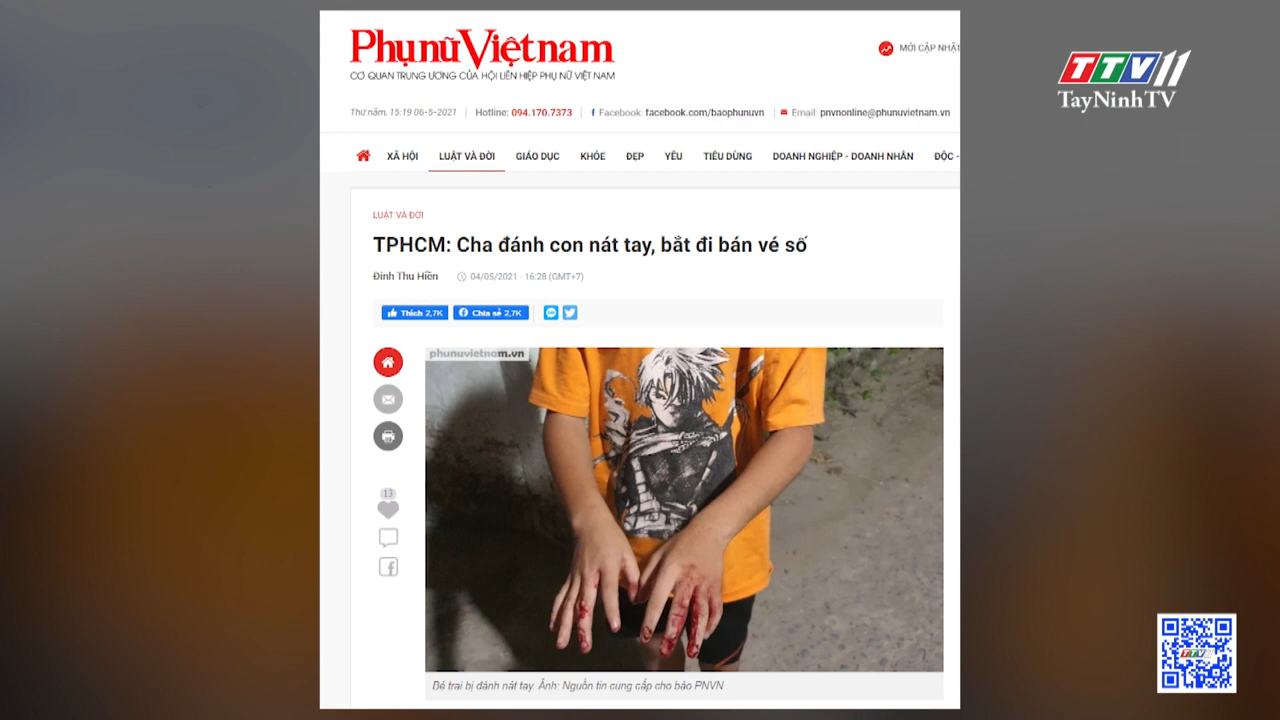 PhụnữViệtnam
CƠ QUAN TRUNG ƯƠNG CỦA HỘI LIÊN HIỆP PHỤ NỮ VIỆT NAM
MỚI CẬP NHẬT
TTV11
TayNinhTV
Thứ năm, 15:19 06-5-2021
Hotline: 094.170.7373
Facebook: facebook.com/baophunuvn
Email: pnvnonline@phunuvietnam.vn
XÃ HỘI LUẬT VÀ ĐỜI GIÁO DỤC KHỎE ĐẸP YÊU TIÊU DÙNG DOANH NGHIỆP - DOANH NHÂN ĐỘC -
LUẬT VÀ ĐỜI
TPHCM: Cha đánh con nát tay, bắt đi bán vé số
Đinh Thu Hiền 04/05/2021 - 16:28 (GMT+7)
Thích 2,7K Chia sẻ 2,7K
phunuvietnam.vn
13
Bé trai bị đánh nát tay. Ảnh: Nguồn tin cung cấp cho báo PNVN
TTV11